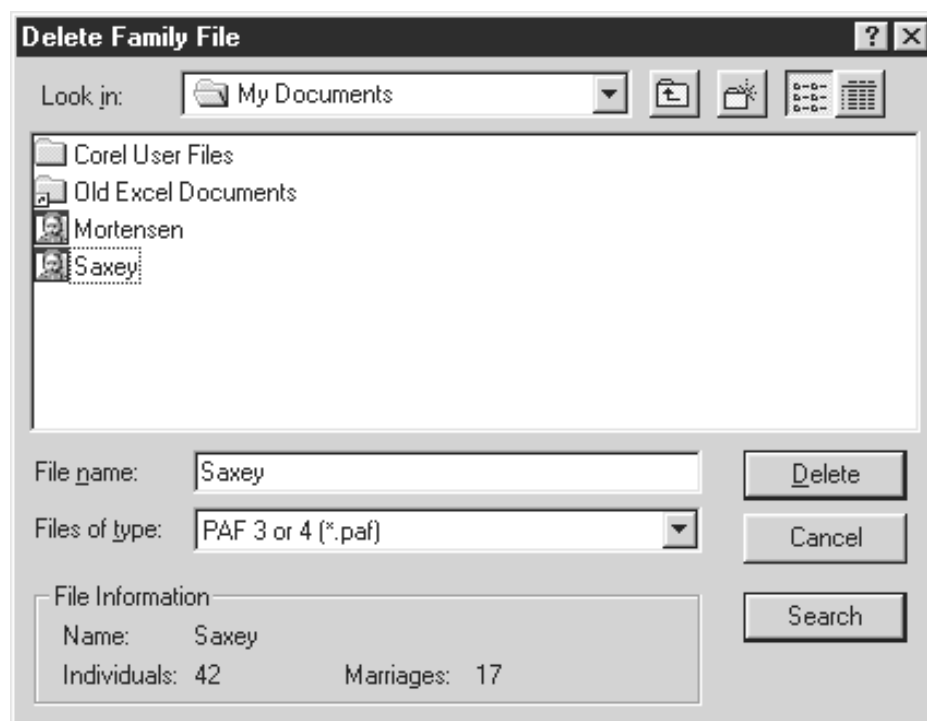 Delete Family File
Look in: My Documents
Corel User Files
Old Excel Documents
Mortensen
Saxey
File name: Saxey Delete
Files of type: PAF 3 or 4 (*.paf) Cancel
File Information Search
Name: Saxey
Individuals: 42 Marriages: 17